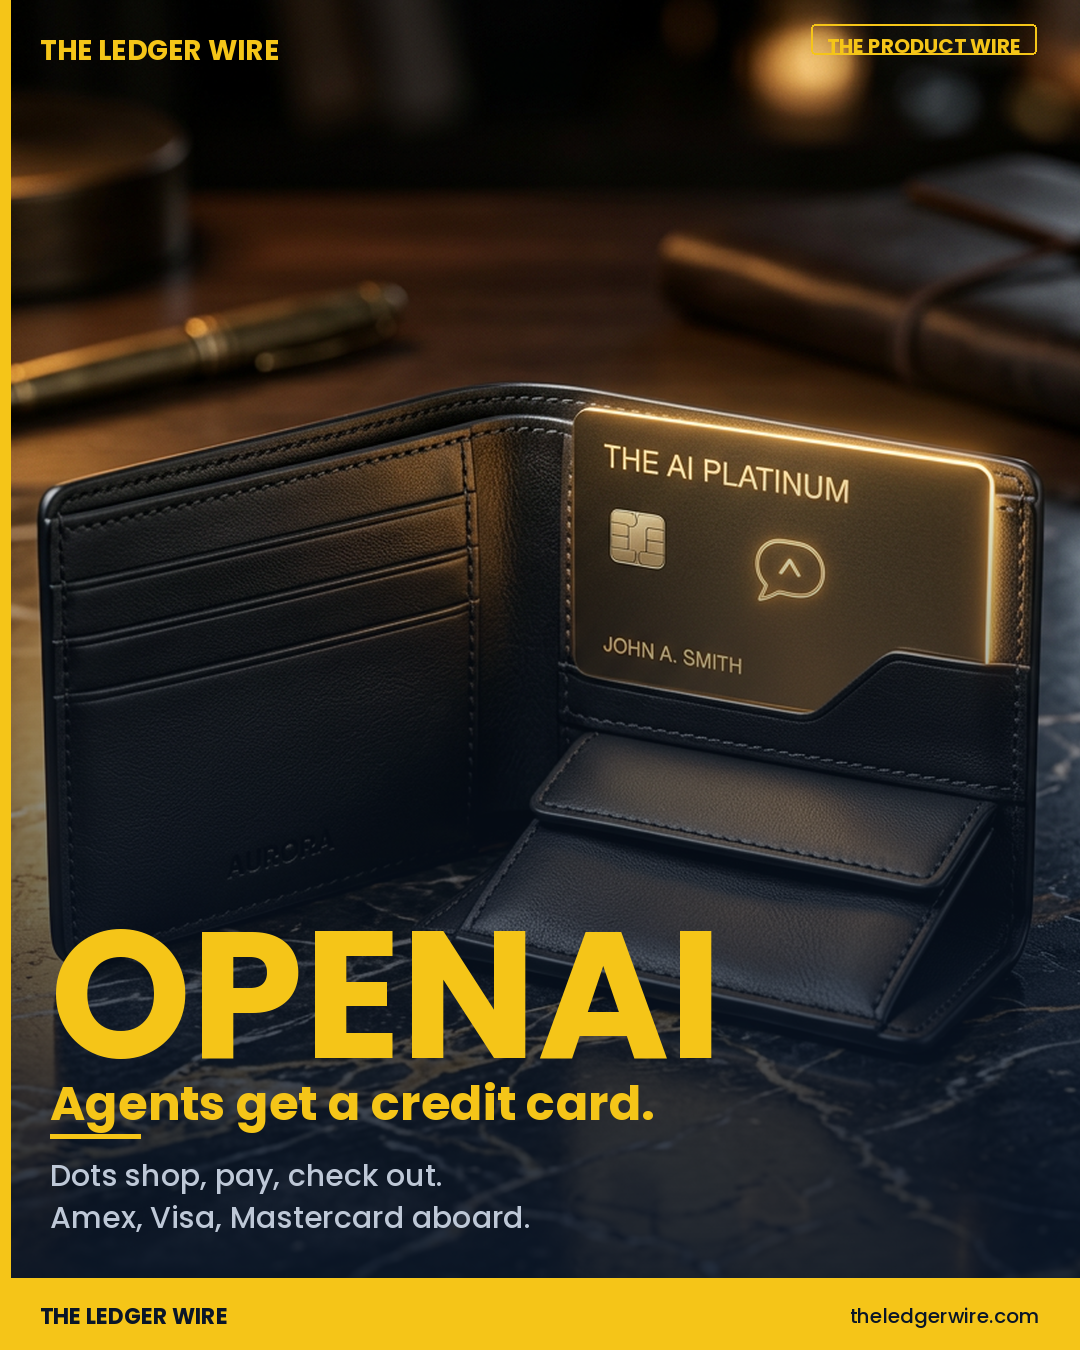 THE LEDGER WIRE
THE PRODUCT WIRE
THE AI PLATINUM
JOHN A. SMITH
AURORA
OPENAI
Agents get a credit card.
Dots shop, pay, check out.
Amex, Visa, Mastercard aboard.
THE LEDGER WIRE
theledgerwire.com